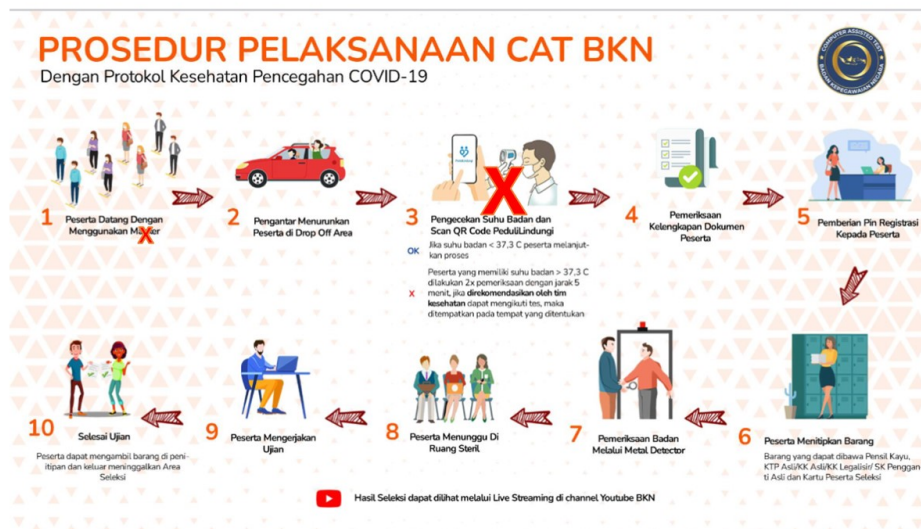 PROSEDUR PELAKSANAAN CAT BKN
Dengan Protokol Kesehatan Pencegahan COVID-19
COMPUTER ASSISTED TEST
BADAN KEPEGAWAIAN NEGARA
1
Peserta Datang Dengan
Menggunakan
2
Pengantar Menurunkan
Peserta di Drop Off Area
3
Pengecekan Suhu Badan dan
Scan QR Code PeduliLindungi
OK
Jika suhu badan < 37,3 C peserta melanjut-
kan proses
X
Peserta yang memiliki suhu badan > 37,3 C
dilakukan 2x pemeriksaan dengan jarak 5
menit, jika direkomendasikan oleh tim
kesehatan dapat mengikuti tes, maka
ditempatkan pada tempat yang ditentukan
4
Pemeriksaan
Kelengkapan Dokumen
Peserta
5
Pemberian Pin Registrasi
Kepada Peserta
6
Peserta Menitipkan Barang
Barang yang dapat dibawa Pensil Kayu,
KTP Asli/KK Asli/KK Legalisir/ SK Penggan
ti Asli dan Kartu Peserta Seleksi
7
Pemeriksaan Badan
Melalui Metal Detector
8
Peserta Menunggu Di
Ruang Steril
9
Peserta Mengerjakan
Ujian
10
Selesai Ujian
Peserta dapat mengambil barang di peni-
itipan dan keluar meninggalkan Area
Seleksi
Hasil Seleksi dapat dilihat melalui Live Streaming di channel Youtube BKN